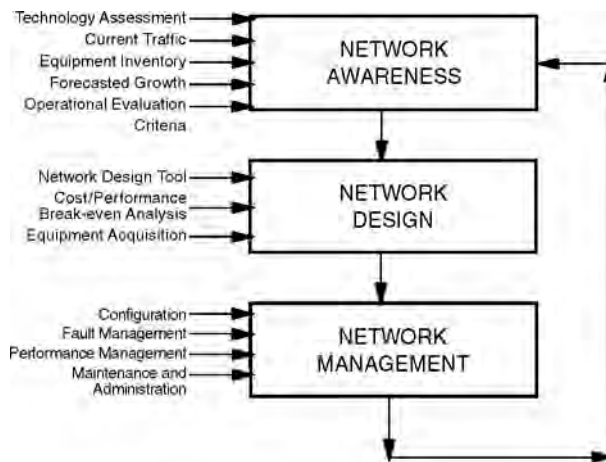 Technology Assessment
Current Traffic
Equipment Inventory
Forecasted Growth
Operational Evaluation
Criteria
NETWORK
AWARENESS
Network Design Tool
Cost/Performance
Break-even Analysis
Equipment Acquisition
NETWORK
DESIGN
Configuration
Fault Management
Performance Management
Maintenance and
Administration
NETWORK
MANAGEMENT